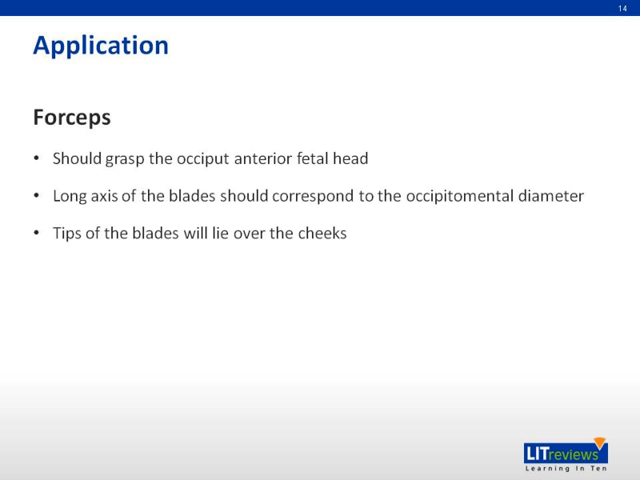 14
Application
Forceps
• Should grasp the occiput anterior fetal head
• Long axis of the blades should correspond to the occipitomental diameter
• Tips of the blades will lie over the cheeks
LITreviews
Learning In Ten